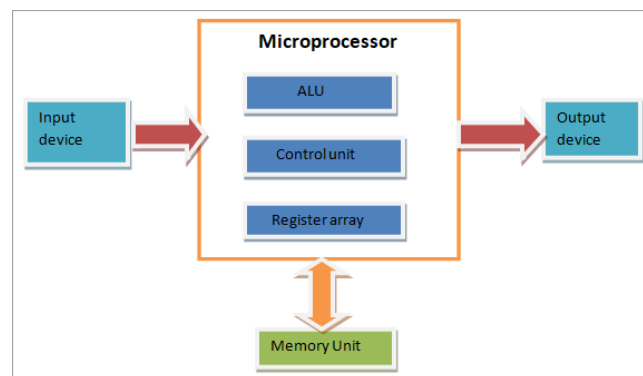 Microprocessor
ALU
Input
device
Output
device
Control unit
Register array
Memory Unit